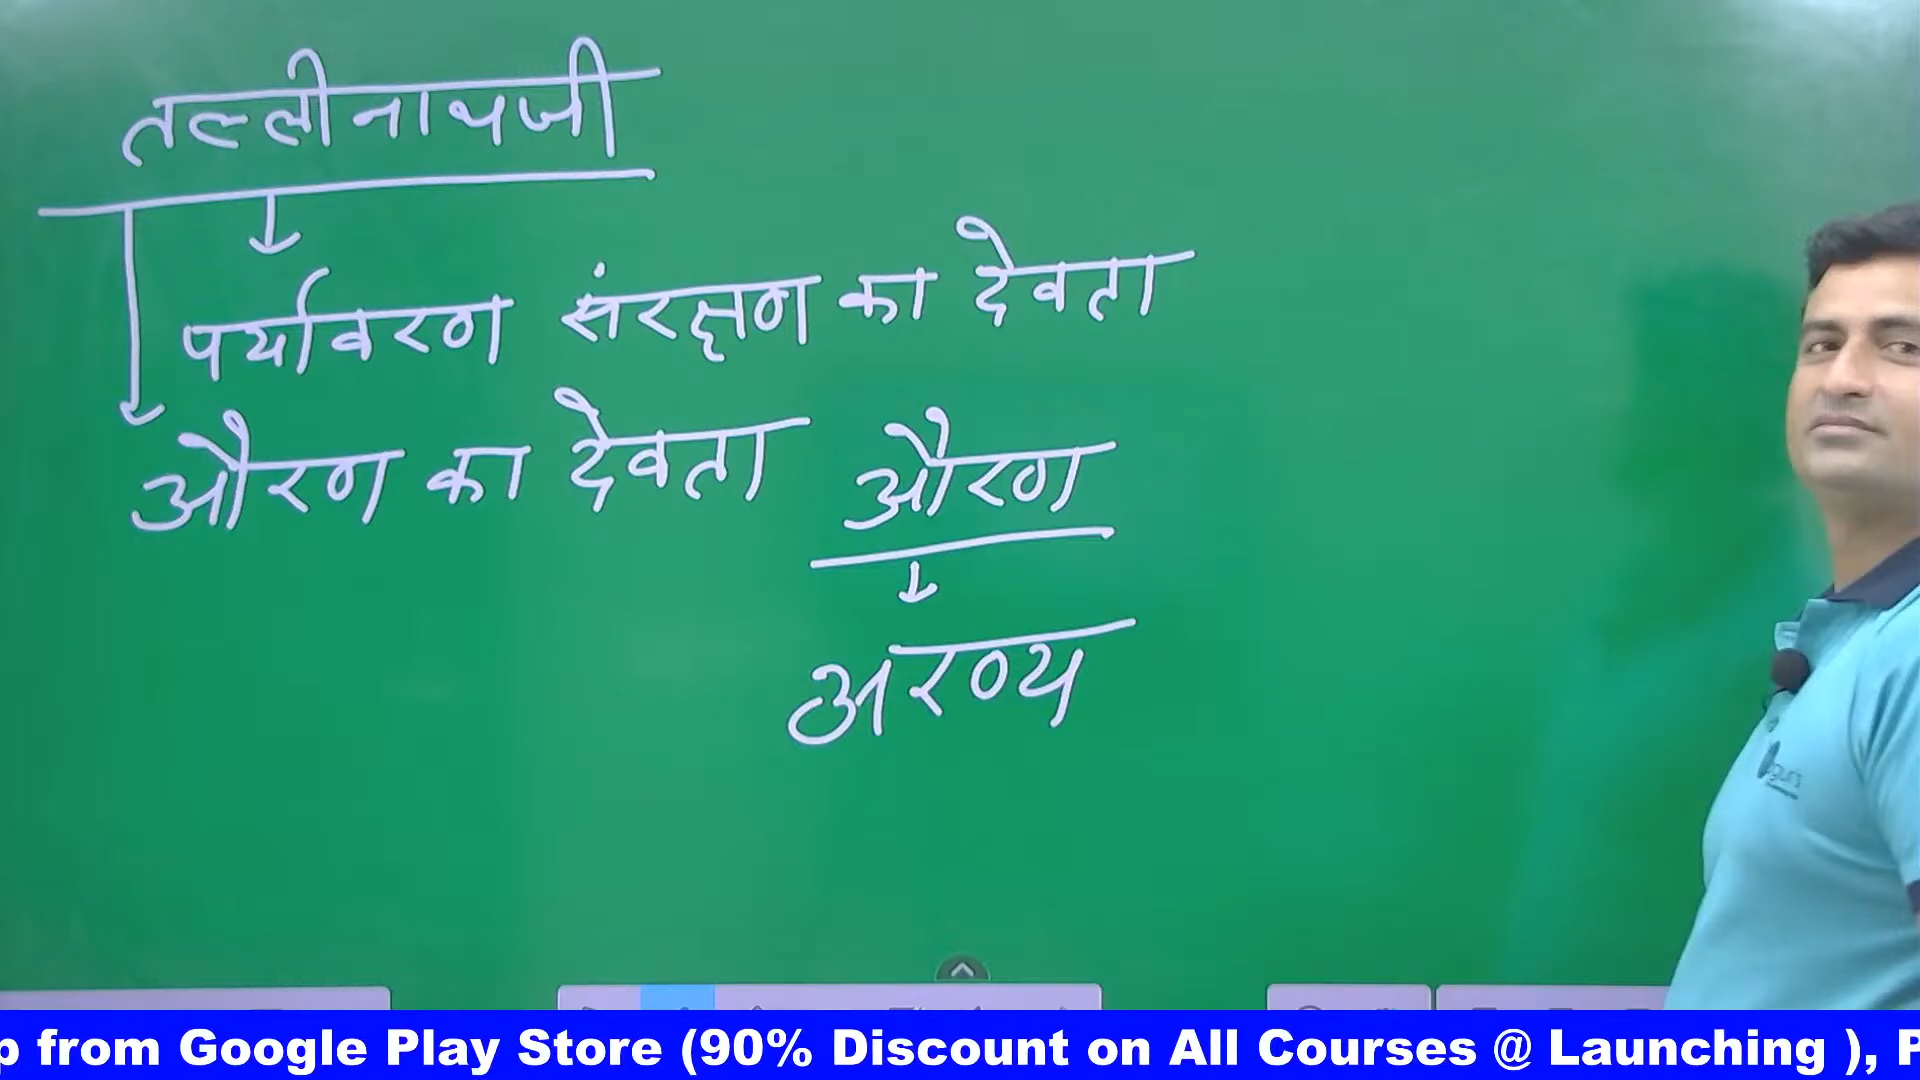 तल्लीनाथजी
पर्यावरण संरक्षण का देवता
औरण का देवता औरण
अरण्य
p from Google Play Store (90% Discount on All Courses @ Launching ), P